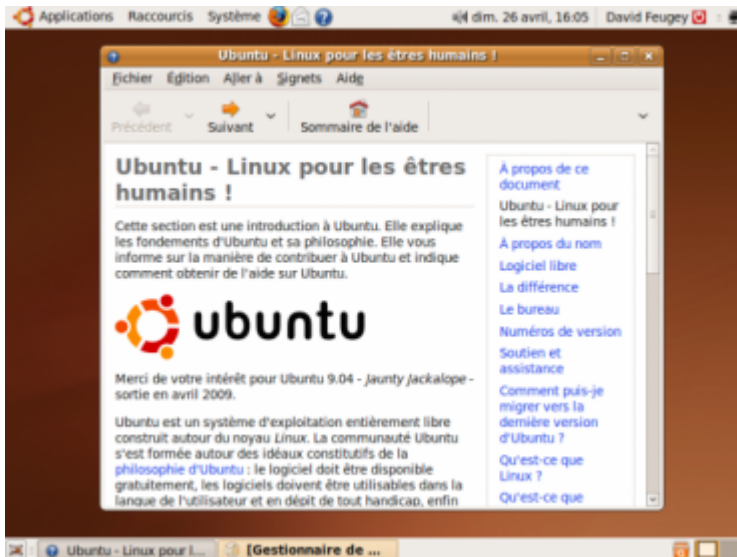 Applications Raccourcis Système dim. 26 avril, 16:05 David Feugey
Ubuntu - Linux pour les êtres humains !
Fichier Édition Aller à Signets Aide
Précédent Suivant Sommaire de l'aide
Ubuntu - Linux pour les êtres
humains !
Cette section est une introduction à Ubuntu. Elle explique
les fondements d'Ubuntu et sa philosophie. Elle vous
informe sur la manière de contribuer à Ubuntu et indique
comment obtenir de l'aide sur Ubuntu.
ubuntu
Merci de votre intérêt pour Ubuntu 9.04 - Jaunty Jackalope -
sortie en avril 2009.
Ubuntu est un système d'exploitation entièrement libre
construit autour du noyau Linux. La communauté Ubuntu
s'est formée autour des idéaux constitutifs de la
philosophie d'Ubuntu : le logiciel doit être disponible
gratuitement, les logiciels doivent être utilisables dans la
langue de l'utilisateur et en dépit de tout handicap, enfin
À propos de ce
document
Ubuntu - Linux pour
les êtres humains !
À propos du nom
Logiciel libre
La différence
Le bureau
Numéros de version
Soutien et
assistance
Comment puis-je
migrer vers la
dernière version
d'Ubuntu ?
Qu'est-ce que
Linux ?
Qu'est-ce que
Ubuntu - Linux pour l... [Gestionnaire de ...